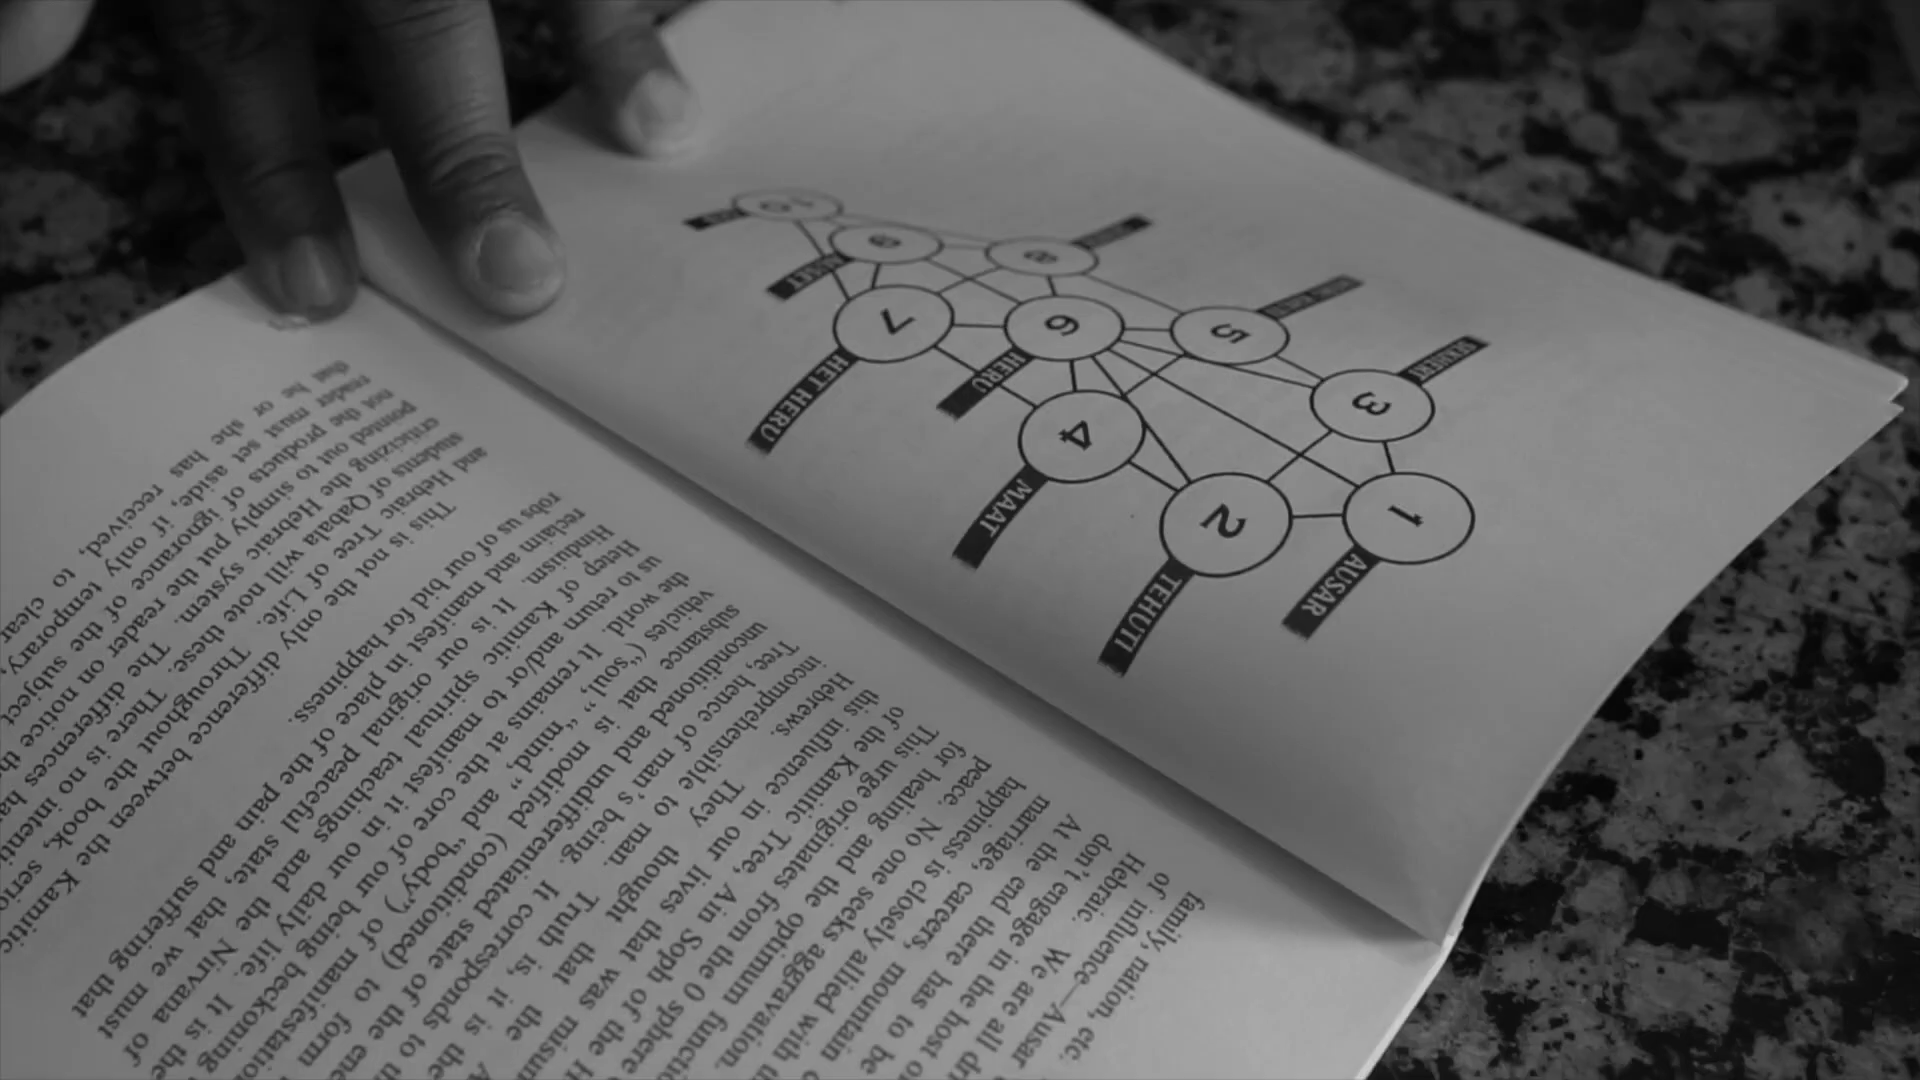 AUSAR
1
TEHUTI
2
SEKHERT
3
MAAT
4
5
HERU
6
HET HERU
7
8
9
10
family, nation, etc.
of influence—Ausar
Hebraic. We are all
don't engage in the host
At the end there has to be
marriage, careers, mountain
happiness is closely allied with
peace. No one seeks aggravation.
for healing and the optimum
This urge originates from the 0 sphere
of the Kamitic Tree, Ain Soph of the
this influence in our lives that was
Hebrews. They thought that the
incomprehensible to man. Truth is, it is
Tree, hence of man's being. It corresponds to
unconditioned and undifferentiated state of the
substance that is modified (conditioned) to form
vehicles ("soul," "mind," and "body") of
the world. It remains at the core of our being beckoning
us to return and/or to manifest it in our daily life. It is the
Hetep of Kamitic spiritual teachings and the Nirvana of
Hinduism. It is our original peaceful state, that we must
reclaim and manifest in place of the pain and suffering that
robs us of our bid for happiness.
This is not the only difference between the Kamitic
and Hebraic Tree of Life. Throughout the book,
students of Qabala will note these. There is no
criticizing the Hebraic system. The differences
pointed out to simply put the reader on notice
not the products of ignorance of the subject
reader must set aside, if only temporary,
that he or she has received, to clear